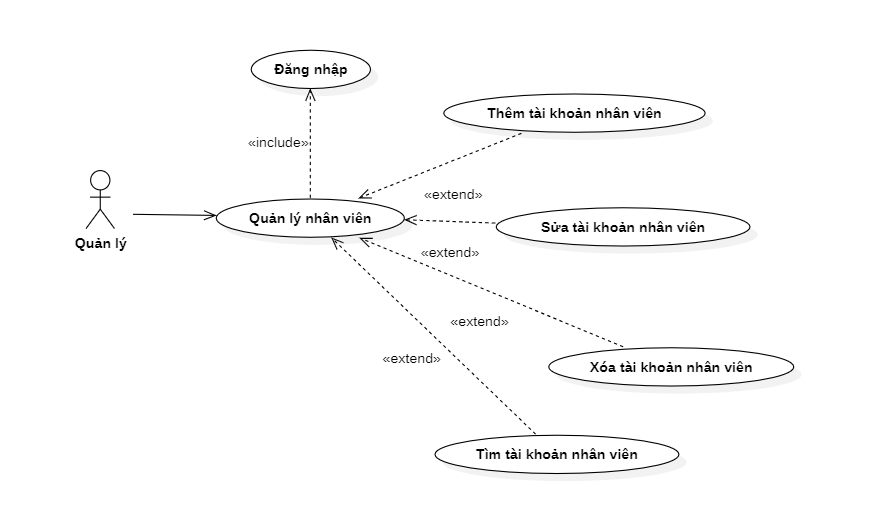 Đăng nhập
Thêm tài khoản nhân viên
«include»
«extend»
Quản lý nhân viên
Sửa tài khoản nhân viên
Quản lý
«extend»
«extend»
«extend»
Xóa tài khoản nhân viên
Tìm tài khoản nhân viên